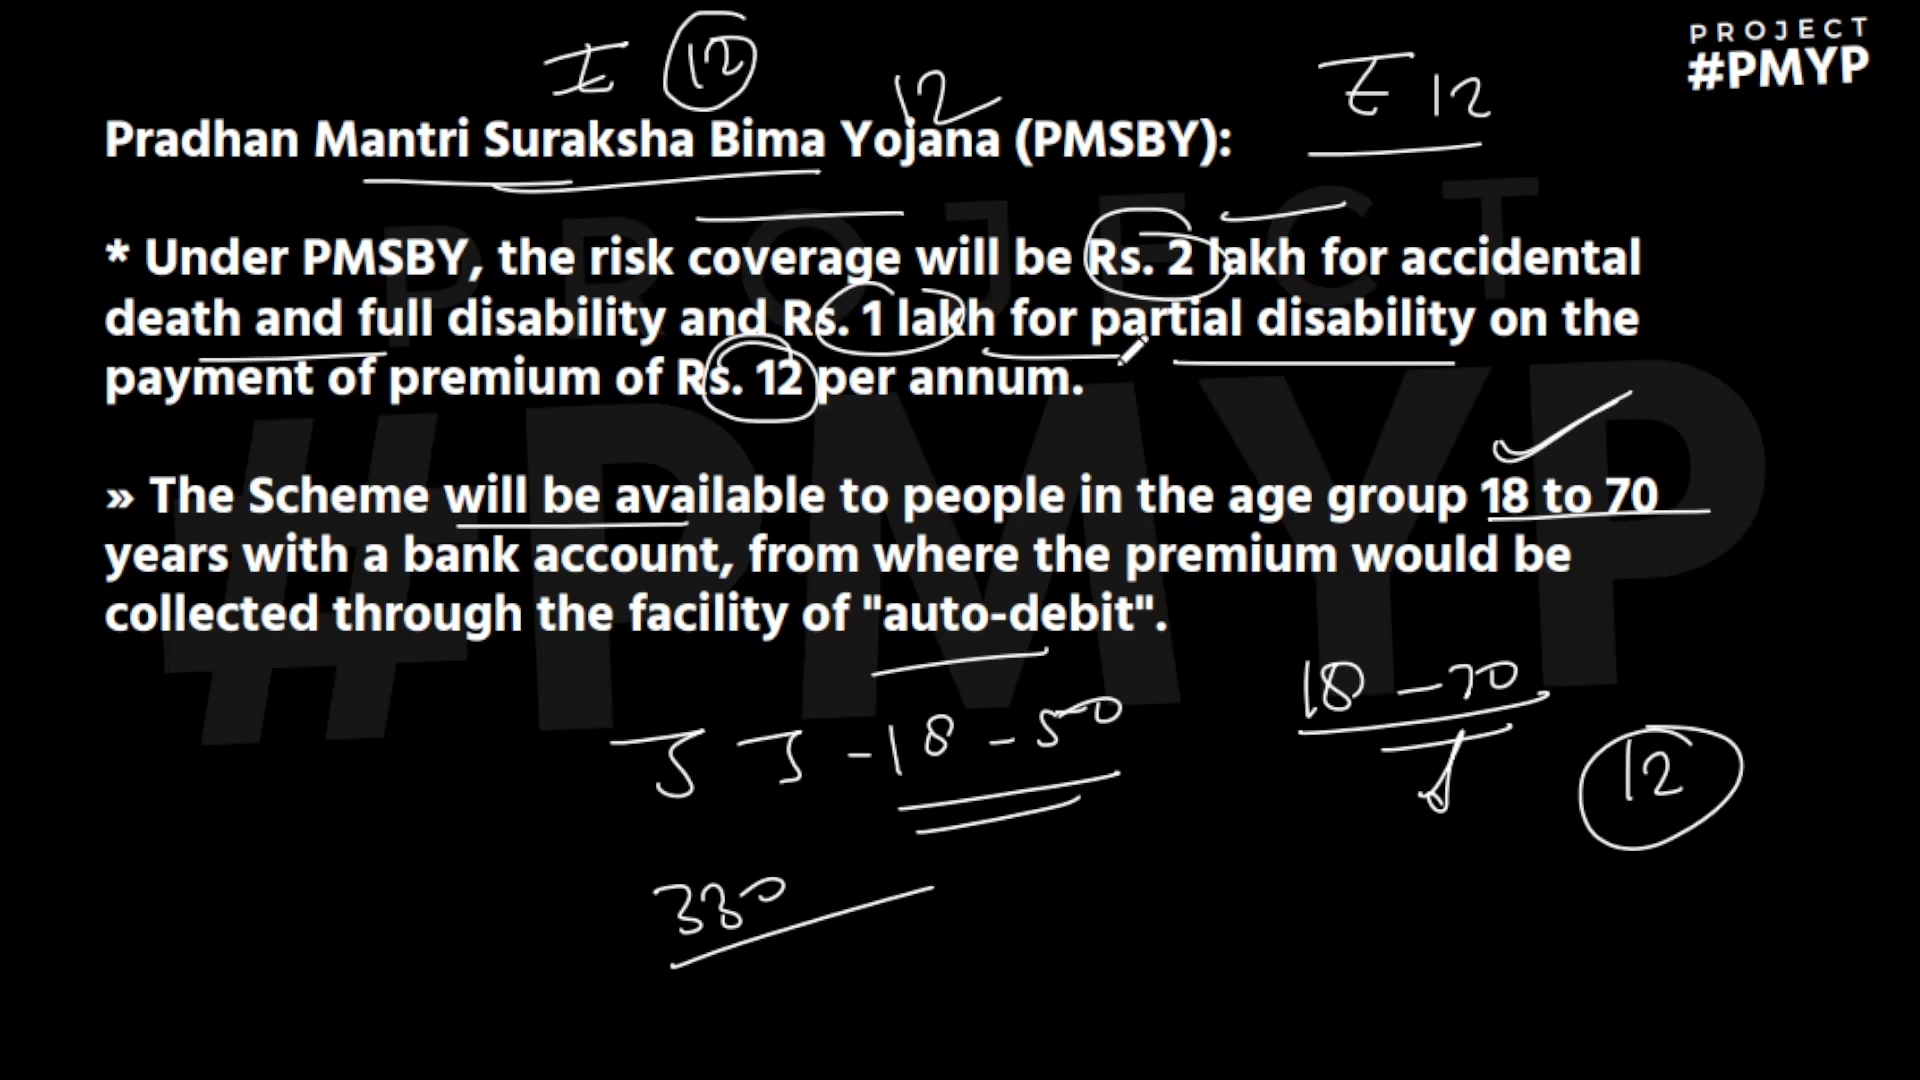 PROJECT
#PMYP
₹ 12
12
₹ 12
Pradhan Mantri Suraksha Bima Yojana (PMSBY):
* Under PMSBY, the risk coverage will be Rs. 2 lakh for accidental
death and full disability and Rs. 1 lakh for partial disability on the
payment of premium of Rs. 12 per annum.
» The Scheme will be available to people in the age group 18 to 70
years with a bank account, from where the premium would be
collected through the facility of "auto-debit".
JJ - 18 - 50
18 - 70
12
330
PROJECT
#PMYP